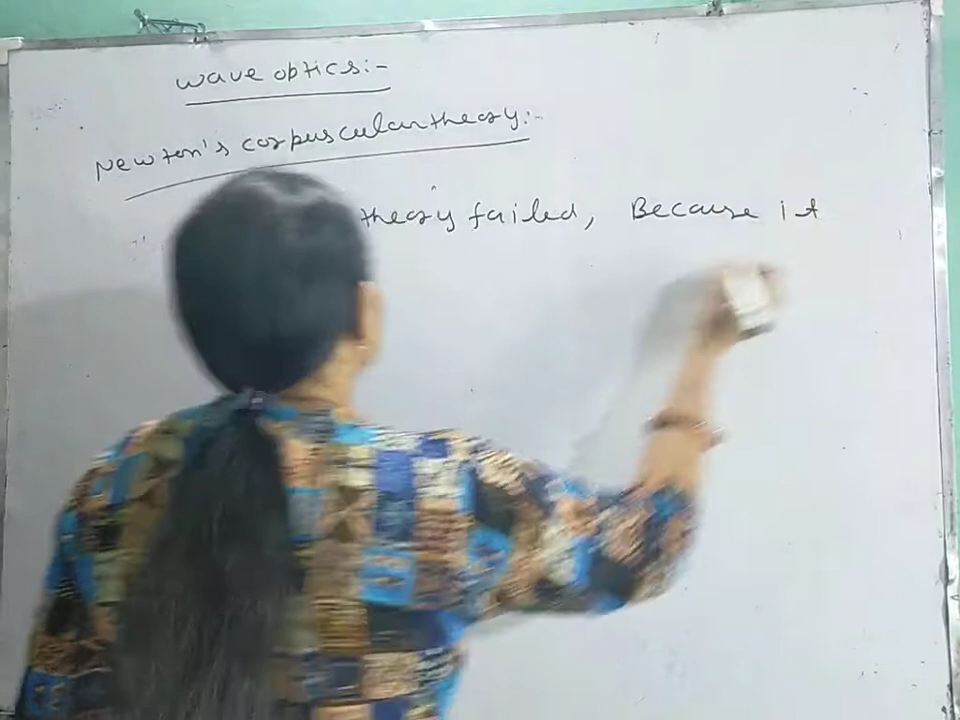 wave optics:-
Newton's corpuscular theory:-
theory failed, Because it